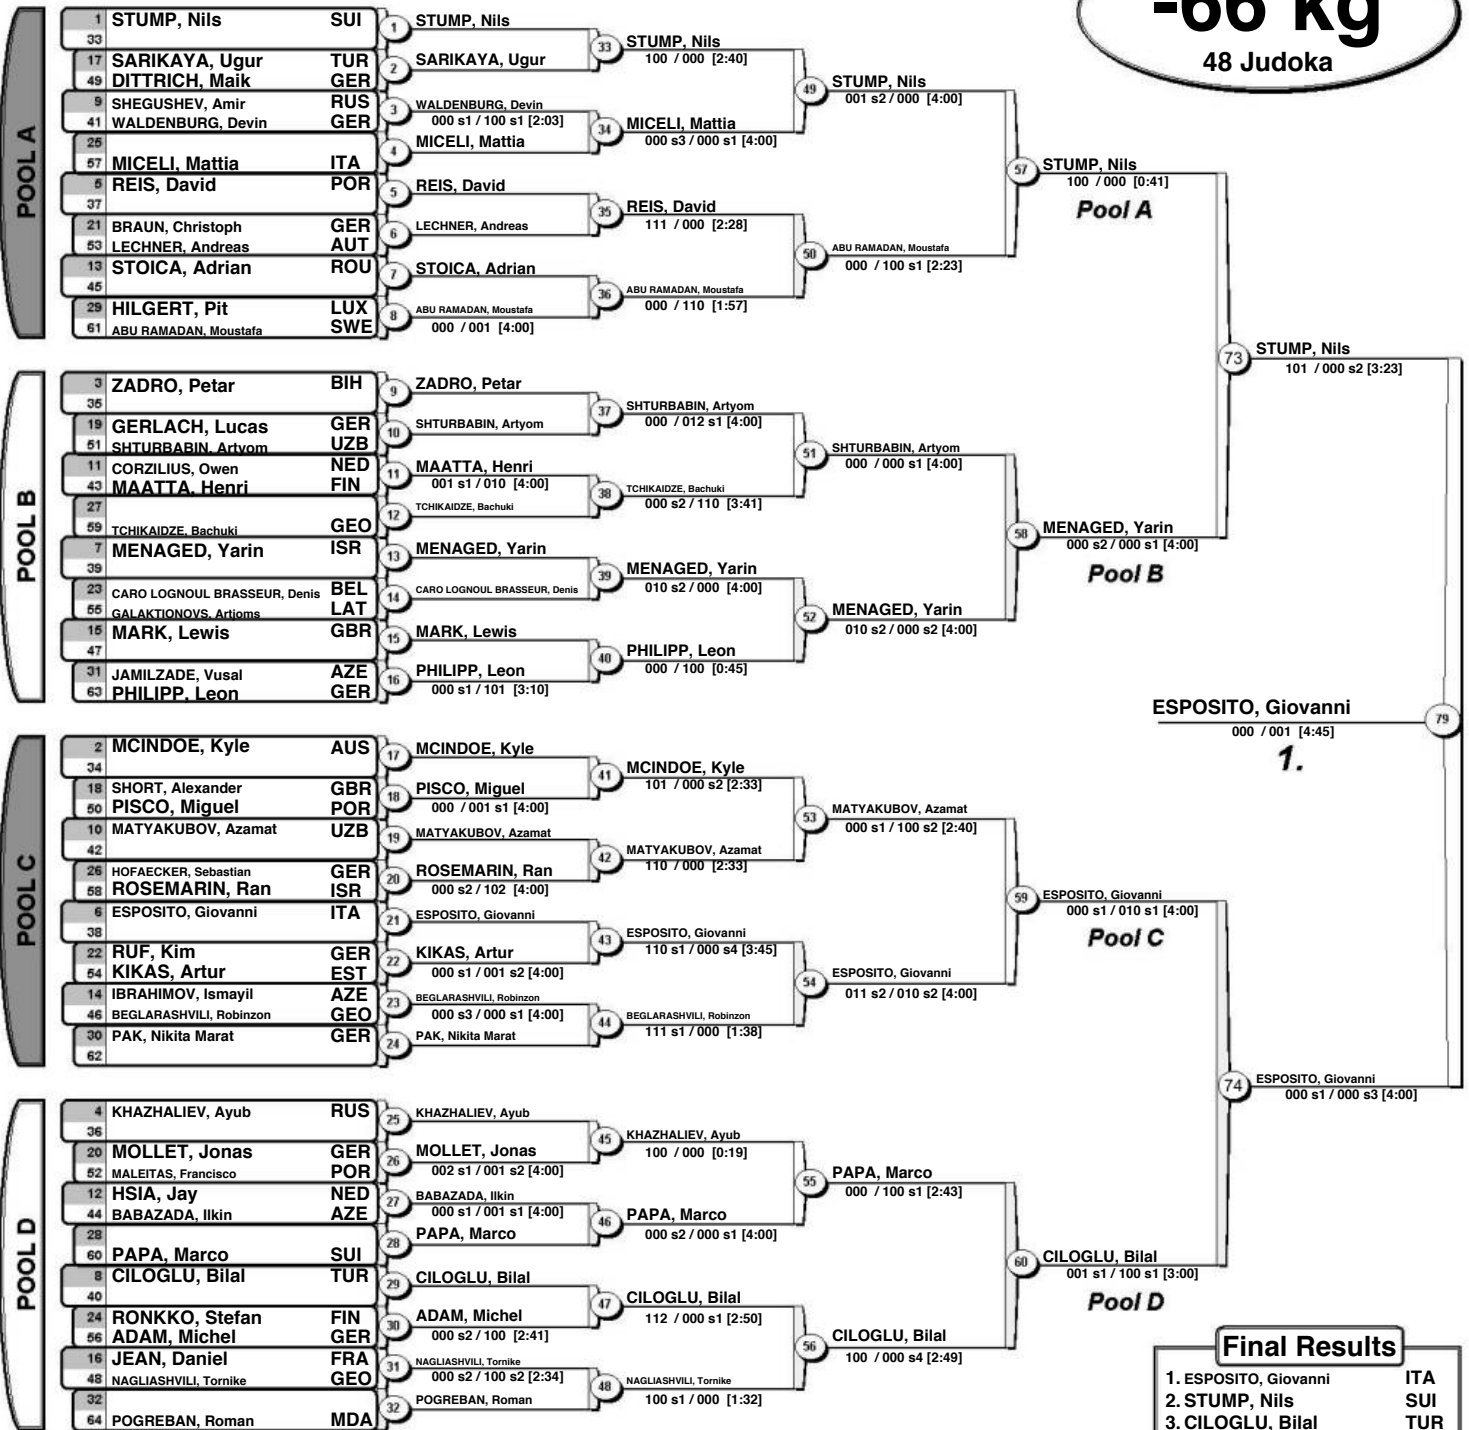 -66 kg
48 Judoka
POOL A
1 STUMP, Nils SUI
33
17 SARIKAYA, Ugur TUR
49 DITTRICH, Maik GER
9 SHEGUSHEV, Amir RUS
41 WALDENBURG, Devin GER
25
57 MICELI, Mattia ITA
5 REIS, David POR
37
21 BRAUN, Christoph GER
53 LECHNER, Andreas AUT
13 STOICA, Adrian ROU
45
29 HILGERT, Pit LUX
61 ABU RAMADAN, Moustafa SWE
1 STUMP, Nils
2 SARIKAYA, Ugur
3 WALDENBURG, Devin
000 s1 / 100 s1 [2:03]
4 MICELI, Mattia
5 REIS, David
6 LECHNER, Andreas
7 STOICA, Adrian
8 ABU RAMADAN, Moustafa
000 / 001 [4:00]
33 STUMP, Nils
100 / 000 [2:40]
34 MICELI, Mattia
000 s3 / 000 s1 [4:00]
35 REIS, David
111 / 000 [2:28]
36 ABU RAMADAN, Moustafa
000 / 110 [1:57]
49 STUMP, Nils
001 s2 / 000 [4:00]
50 ABU RAMADAN, Moustafa
000 / 100 s1 [2:23]
57 STUMP, Nils
100 / 000 [0:41]
Pool A
POOL B
3 ZADRO, Petar BIH
35
19 GERLACH, Lucas GER
51 SHTURBABIN, Artyom UZB
11 CORZILIUS, Owen NED
43 MAATTA, Henri FIN
27
59 TCHIKAIDZE, Bachuki GEO
7 MENAGED, Yarin ISR
39
23 CARO LOGNOUL BRASSEUR, Denis BEL
55 GALAKTIONOVS, Artjoms LAT
15 MARK, Lewis GBR
47
31 JAMILZADE, Vusal AZE
63 PHILIPP, Leon GER
9 ZADRO, Petar
10 SHTURBABIN, Artyom
11 MAATTA, Henri
001 s1 / 010 [4:00]
12 TCHIKAIDZE, Bachuki
13 MENAGED, Yarin
14 CARO LOGNOUL BRASSEUR, Denis
15 MARK, Lewis
16 PHILIPP, Leon
000 s1 / 101 [3:10]
37 SHTURBABIN, Artyom
000 / 012 s1 [4:00]
38 TCHIKAIDZE, Bachuki
000 s2 / 110 [3:41]
39 MENAGED, Yarin
010 s2 / 000 [4:00]
40 PHILIPP, Leon
000 / 100 [0:45]
51 SHTURBABIN, Artyom
000 / 000 s1 [4:00]
52 MENAGED, Yarin
010 s2 / 000 s2 [4:00]
58 MENAGED, Yarin
000 s2 / 000 s1 [4:00]
Pool B
73 STUMP, Nils
101 / 000 s2 [3:23]
ESPOSITO, Giovanni 79
000 / 001 [4:45]
1.
POOL C
2 MCINDOE, Kyle AUS
34
18 SHORT, Alexander GBR
50 PISCO, Miguel POR
10 MATYAKUBOV, Azamat UZB
42
26 HOFAECKER, Sebastian GER
58 ROSEMARIN, Ran ISR
6 ESPOSITO, Giovanni ITA
38
22 RUF, Kim GER
54 KIKAS, Artur EST
14 IBRAHIMOV, Ismayil AZE
46 BEGLARASHVILI, Robinzon GEO
30 PAK, Nikita Marat GER
62
17 MCINDOE, Kyle
18 PISCO, Miguel
000 / 001 s1 [4:00]
19 MATYAKUBOV, Azamat
20 ROSEMARIN, Ran
000 s2 / 102 [4:00]
21 ESPOSITO, Giovanni
22 KIKAS, Artur
000 s1 / 001 s2 [4:00]
23 BEGLARASHVILI, Robinzon
000 s3 / 000 s1 [4:00]
24 PAK, Nikita Marat
41 MCINDOE, Kyle
101 / 000 s2 [2:33]
42 MATYAKUBOV, Azamat
110 / 000 [2:33]
43 ESPOSITO, Giovanni
110 s1 / 000 s4 [3:45]
44 BEGLARASHVILI, Robinzon
111 s1 / 000 [1:38]
53 MATYAKUBOV, Azamat
000 s1 / 100 s2 [2:40]
54 ESPOSITO, Giovanni
011 s2 / 010 s2 [4:00]
59 ESPOSITO, Giovanni
000 s1 / 010 s1 [4:00]
Pool C
POOL D
4 KHAZHALIEV, Ayub RUS
36
20 MOLLET, Jonas GER
52 MALEITAS, Francisco POR
12 HSIA, Jay NED
44 BABAZADA, Ilkin AZE
28
60 PAPA, Marco SUI
8 CILOGLU, Bilal TUR
40
24 RONKKO, Stefan FIN
56 ADAM, Michel GER
16 JEAN, Daniel FRA
48 NAGLIASHVILI, Tornike GEO
32
64 POGREBAN, Roman MDA
25 KHAZHALIEV, Ayub
26 MOLLET, Jonas
002 s1 / 001 s2 [4:00]
27 BABAZADA, Ilkin
000 s1 / 001 s1 [4:00]
28 PAPA, Marco
29 CILOGLU, Bilal
30 ADAM, Michel
000 s2 / 100 [2:41]
31 NAGLIASHVILI, Tornike
000 s2 / 100 s2 [2:34]
32 POGREBAN, Roman
45 KHAZHALIEV, Ayub
100 / 000 [0:19]
46 PAPA, Marco
000 s2 / 000 s1 [4:00]
47 CILOGLU, Bilal
112 / 000 s1 [2:50]
48 NAGLIASHVILI, Tornike
100 s1 / 000 [1:32]
55 PAPA, Marco
000 / 100 s1 [2:43]
56 CILOGLU, Bilal
100 / 000 s4 [2:49]
60 CILOGLU, Bilal
001 s1 / 100 s1 [3:00]
Pool D
74 ESPOSITO, Giovanni
000 s1 / 000 s3 [4:00]
Final Results
1. ESPOSITO, Giovanni ITA
2. STUMP, Nils SUI
3. CILOGLU, Bilal TUR